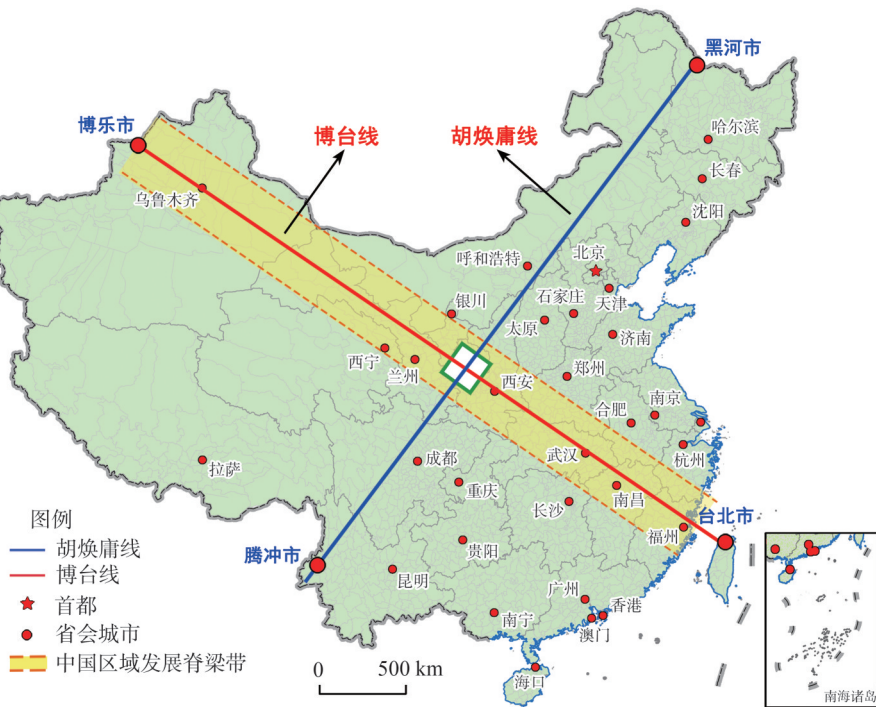 黑河市
博乐市
博台线
胡焕庸线
哈尔滨
长春
乌鲁木齐
沈阳
呼和浩特
北京
银川
石家庄
天津
太原
济南
西宁
兰州
郑州
西安
合肥
南京
杭州
拉萨
成都
武汉
重庆
南昌
长沙
台北市
福州
图例
胡焕庸线
腾冲市
贵阳
博台线
昆明
首都
广州
香港
省会城市
南宁
澳门
中国区域发展脊梁带
0 500 km
海口
南海诸岛